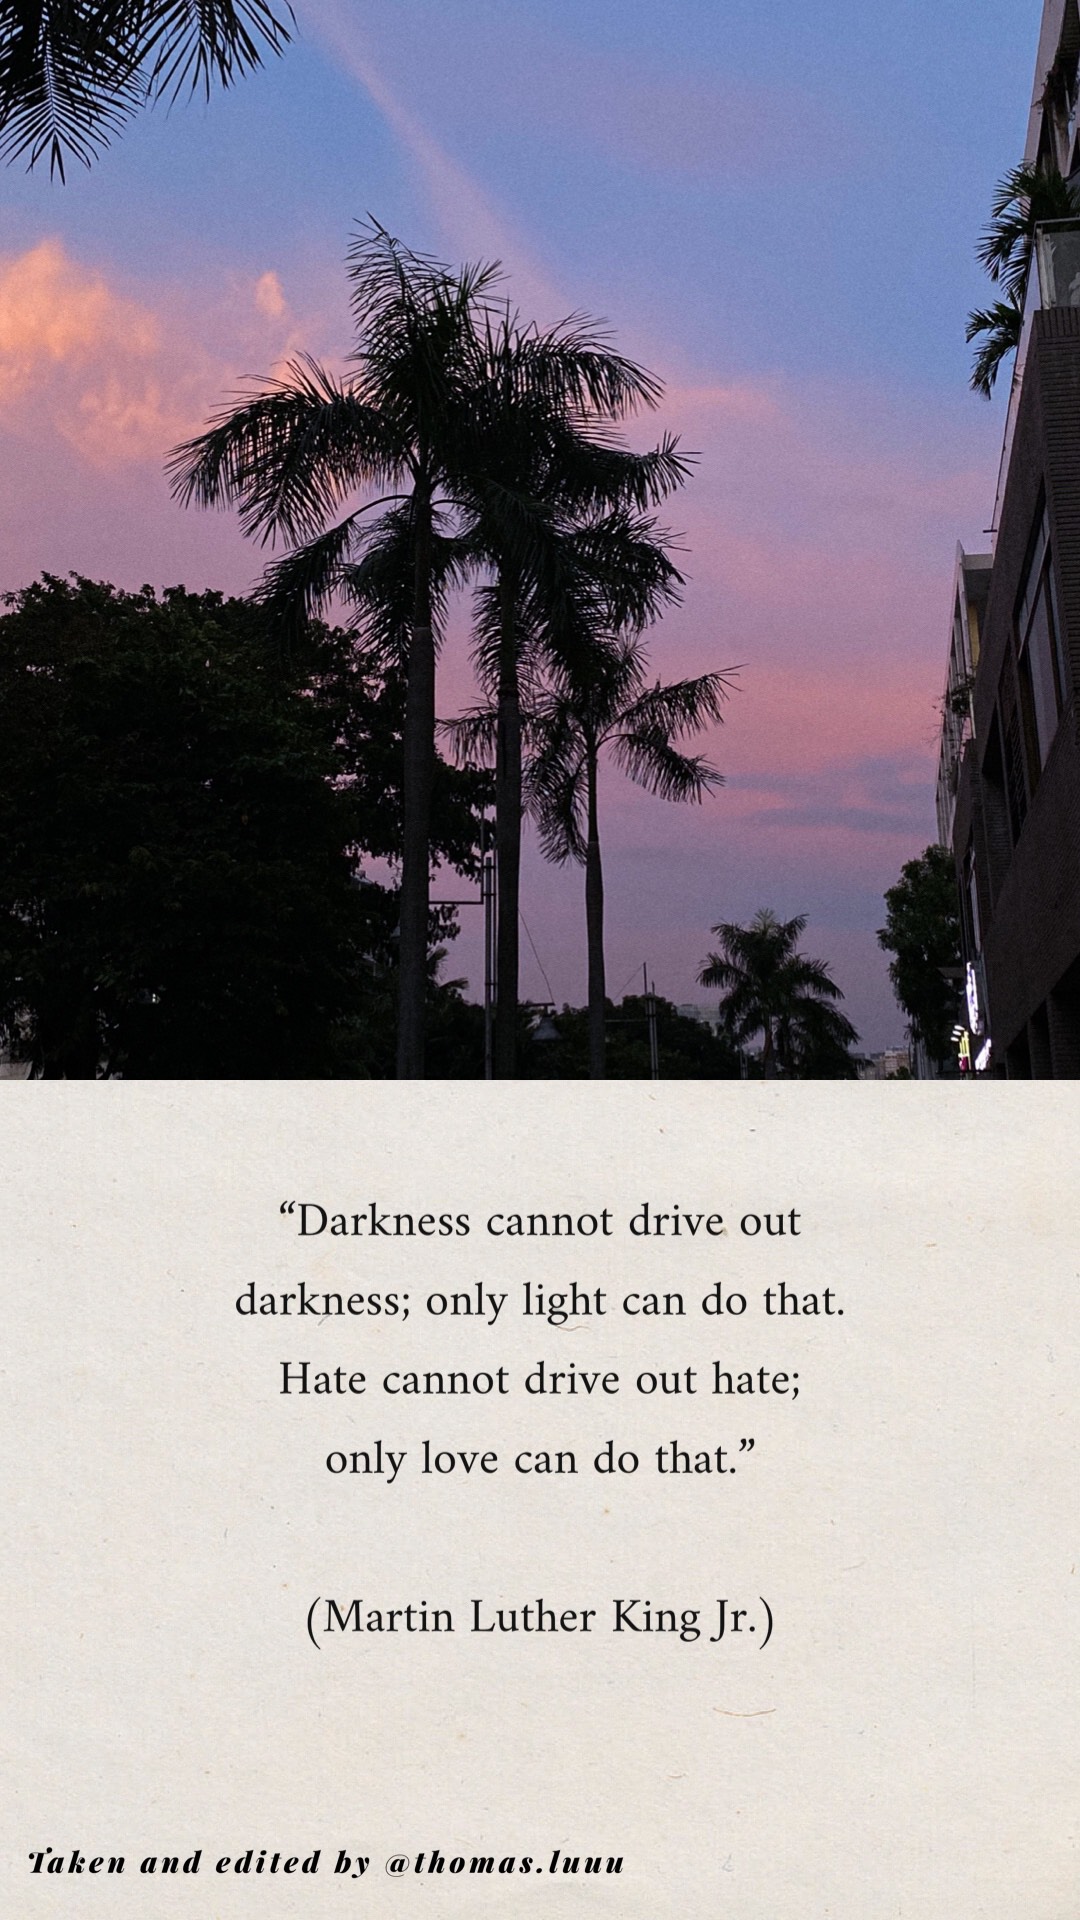 “Darkness cannot drive out
darkness; only light can do that.
Hate cannot drive out hate;
only love can do that.”
(Martin Luther King Jr.)
Taken and edited by @thomas.luuu